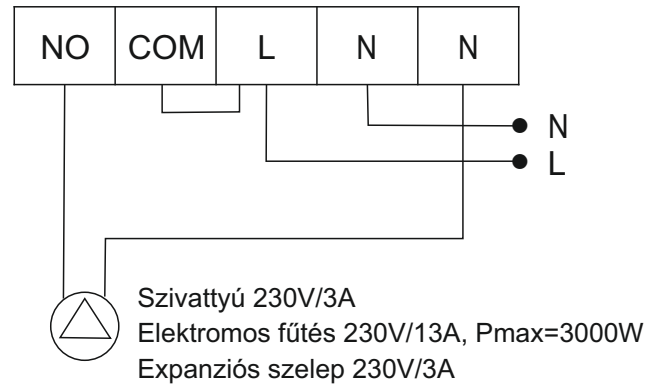 NO COM L N N
N
L
Szivattyú 230V/3A
Elektromos fűtés 230V/13A, Pmax=3000W
Expanziós szelep 230V/3A